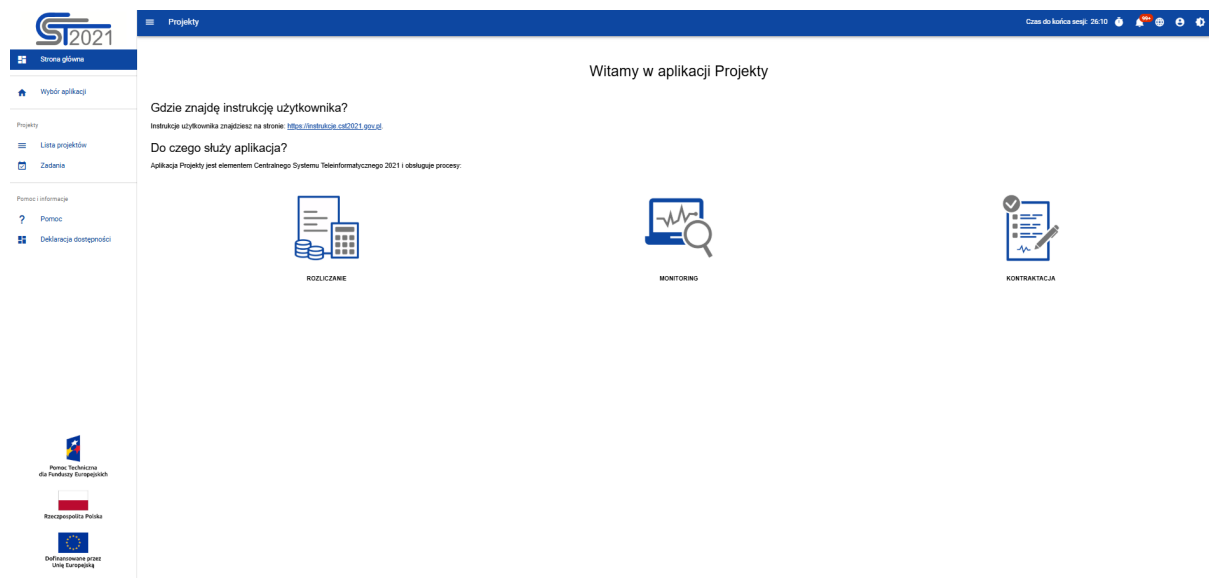 CST2021
Projekty
Czas do końca sesji: 26:10
99+
Strona główna
Wybór aplikacji
Projekty
Lista projektów
Zadania
Pomoc i informacje
? Pomoc
Deklaracja dostępności
Witamy w aplikacji Projekty
Gdzie znajdę instrukcję użytkownika?
Instrukcje użytkownika znajdziesz na stronie: https://instrukcje.cst2021.gov.pl.
Do czego służy aplikacja?
Aplikacja Projekty jest elementem Centralnego Systemu Teleinformatycznego 2021 i obsługuje procesy:
ROZLICZANIE
MONITORING
KONTRAKTACJA
Pomoc Techniczna
dla Funduszy Europejskich
Rzeczpospolita Polska
Dofinansowane przez
Unię Europejską